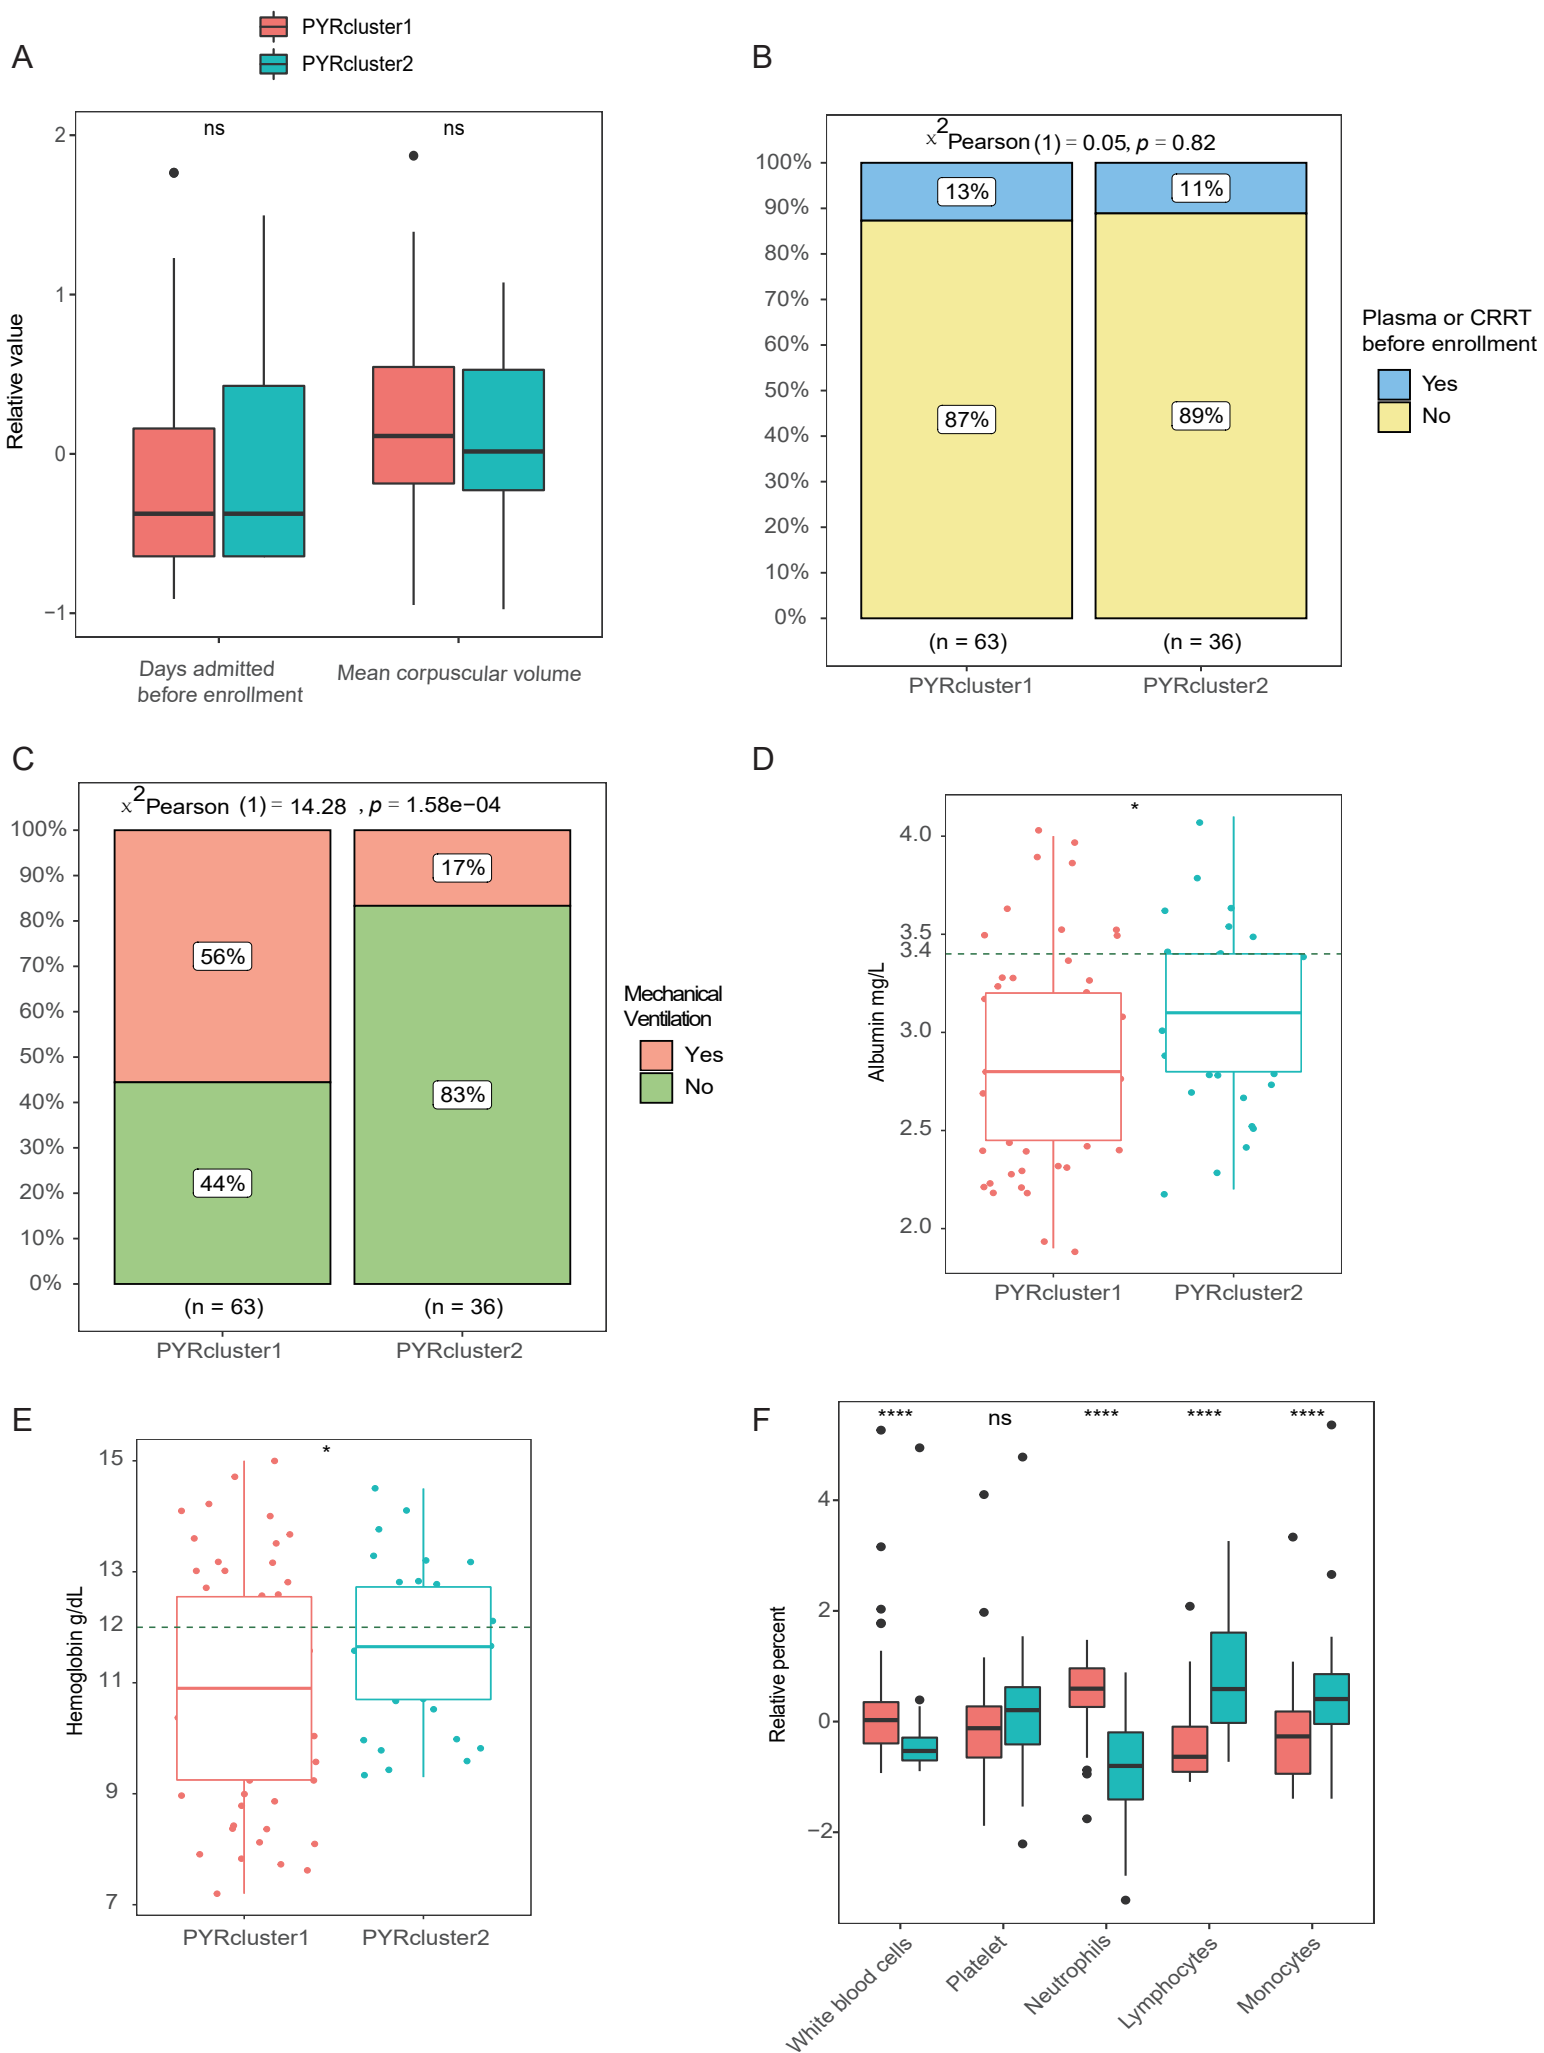 PYRcluster1
PYRcluster2
A
ns
ns
2
1
0
−1
Relative value
Days admitted
before enrollment
Mean corpuscular volume
B
χ2Pearson (1) = 0.05, p = 0.82
100%
90%
80%
70%
60%
50%
40%
30%
20%
10%
0%
13%
11%
87%
89%
(n = 63)
(n = 36)
PYRcluster1
PYRcluster2
Plasma or CRRT
before enrollment
Yes
No
C
χ2Pearson (1) = 14.28 , p = 1.58e−04
100%
90%
80%
70%
60%
50%
40%
30%
20%
10%
0%
17%
56%
83%
44%
(n = 63)
(n = 36)
PYRcluster1
PYRcluster2
Mechanical
Ventilation
Yes
No
D
*
4.0
3.5
3.4
3.0
2.5
2.0
Albumin mg/L
PYRcluster1
PYRcluster2
E
*
15
13
12
11
9
7
Hemoglobin g/dL
PYRcluster1
PYRcluster2
F
****
ns
****
****
****
4
2
0
−2
Relative percent
White blood cells
Platelet
Neutrophils
Lymphocytes
Monocytes